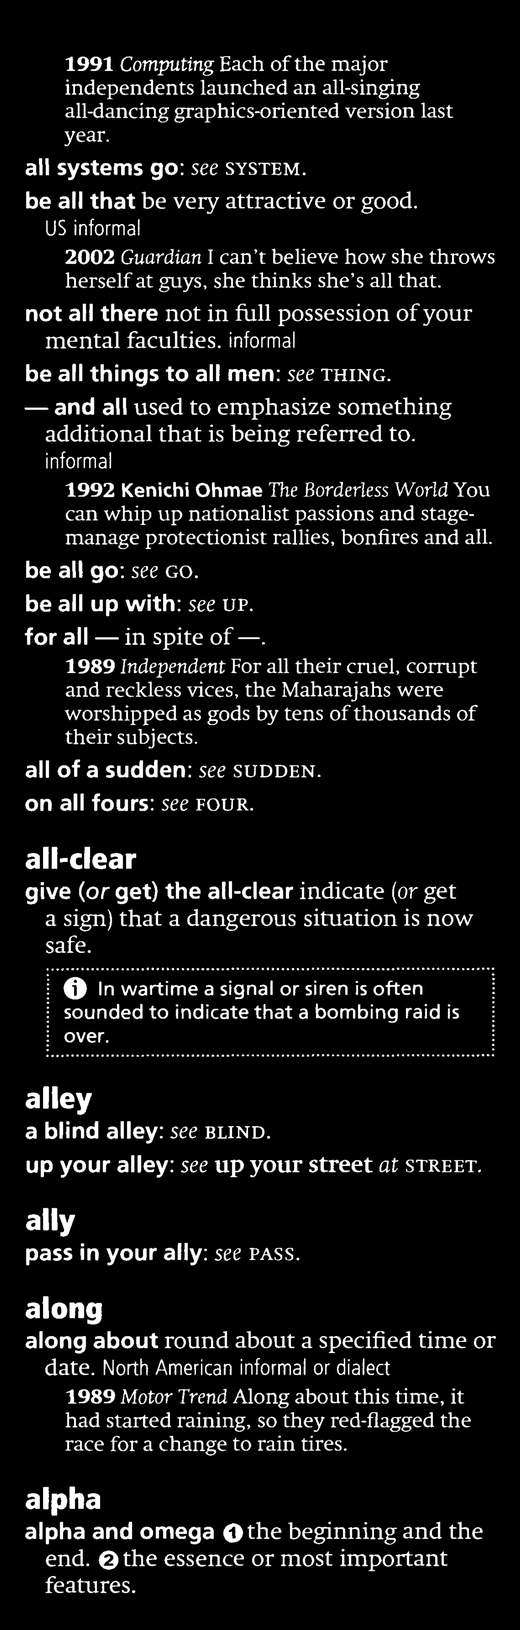 1991 Computing Each of the major
independents launched an all-singing
all-dancing graphics-oriented version last
year.
all systems go: see SYSTEM.
be all that be very attractive or good.
US informal
2002 Guardian I can't believe how she throws
herself at guys, she thinks she's all that.
not all there not in full possession of your
mental faculties. informal
be all things to all men: see THING.
— and all used to emphasize something
additional that is being referred to.
informal
1992 Kenichi Ohmae The Borderless World You
can whip up nationalist passions and stage-
manage protectionist rallies, bonfires and all.
be all go: see GO.
be all up with: see UP.
for all — in spite of —.
1989 Independent For all their cruel, corrupt
and reckless vices, the Maharajahs were
worshipped as gods by tens of thousands of
their subjects.
all of a sudden: see SUDDEN.
on all fours: see FOUR.
all-clear
give (or get) the all-clear indicate (or get
a sign) that a dangerous situation is now
safe.
i In wartime a signal or siren is often
sounded to indicate that a bombing raid is
over.
alley
a blind alley: see BLIND.
up your alley: see up your street at STREET.
ally
pass in your ally: see PASS.
along
along about round about a specified time or
date. North American informal or dialect
1989 Motor Trend Along about this time, it
had started raining, so they red-flagged the
race for a change to rain tires.
alpha
alpha and omega ❶ the beginning and the
end. ❷ the essence or most important
features.